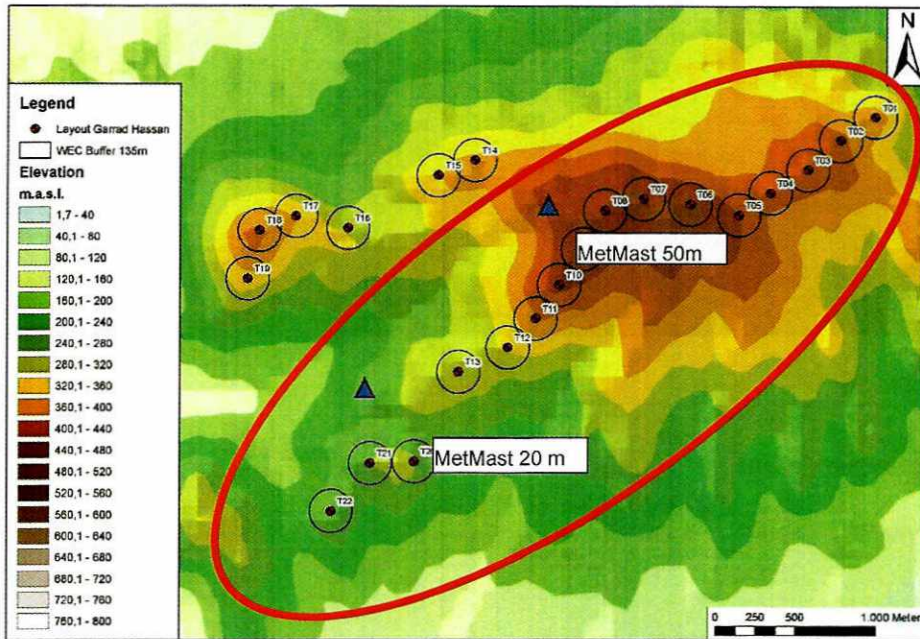 N
Legend
Layout Garrad Hassan
WEC Buffer 135m
Elevation
m.a.s.l.
1,7 - 40
40,1 - 80
80,1 - 120
120,1 - 160
160,1 - 200
200,1 - 240
240,1 - 280
280,1 - 320
320,1 - 360
360,1 - 400
400,1 - 440
440,1 - 480
480,1 - 520
520,1 - 560
560,1 - 600
600,1 - 640
640,1 - 680
680,1 - 720
720,1 - 760
760,1 - 800
T01
T02
T03
T04
T05
T06
T07
T08
MetMast 50m
T10
T11
T12
T13
T14
T15
T16
T17
T18
T19
MetMast 20 m
T21
T22
0 250 500 1.000 Meter